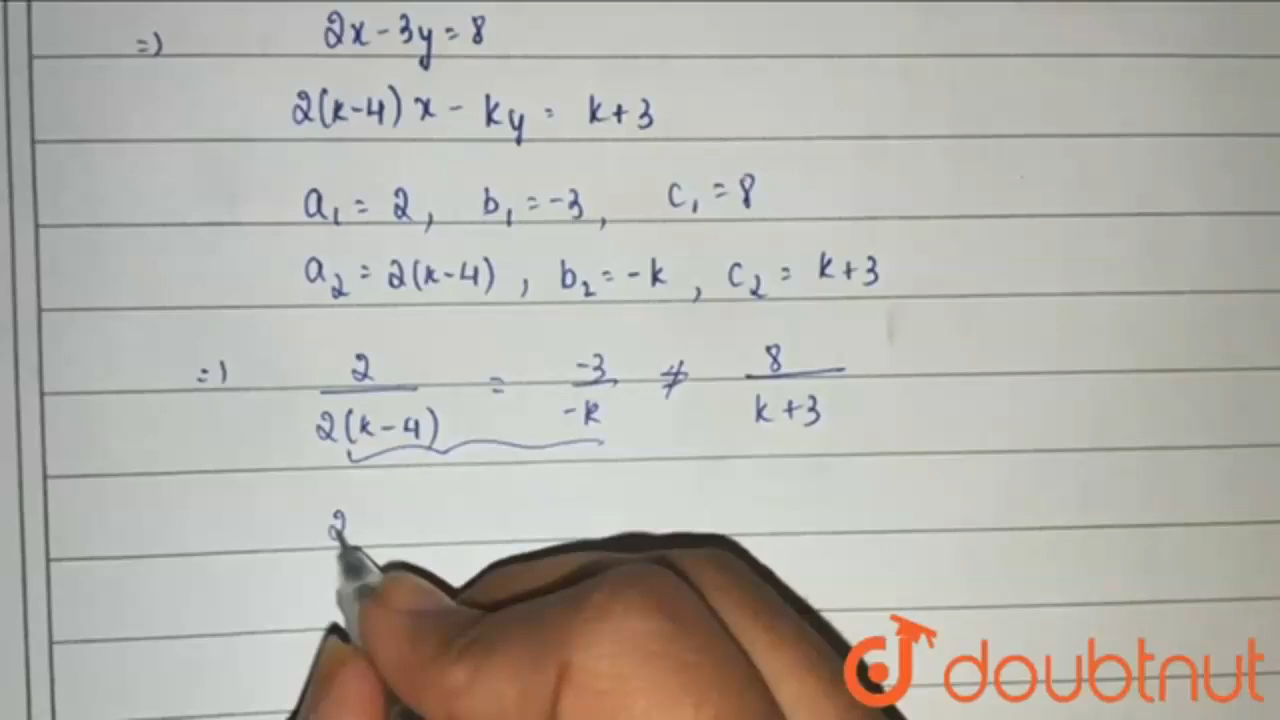 =) 2x-3y=8
2(k-4)x - ky = k+3
a₁ = 2, b₁ = -3, c₁ = 8
a₂ = 2(k-4), b₂ = -k, c₂ = k+3
=) 2/2(k-4) = -3/-k ≠ 8/k+3
2
doubtnut